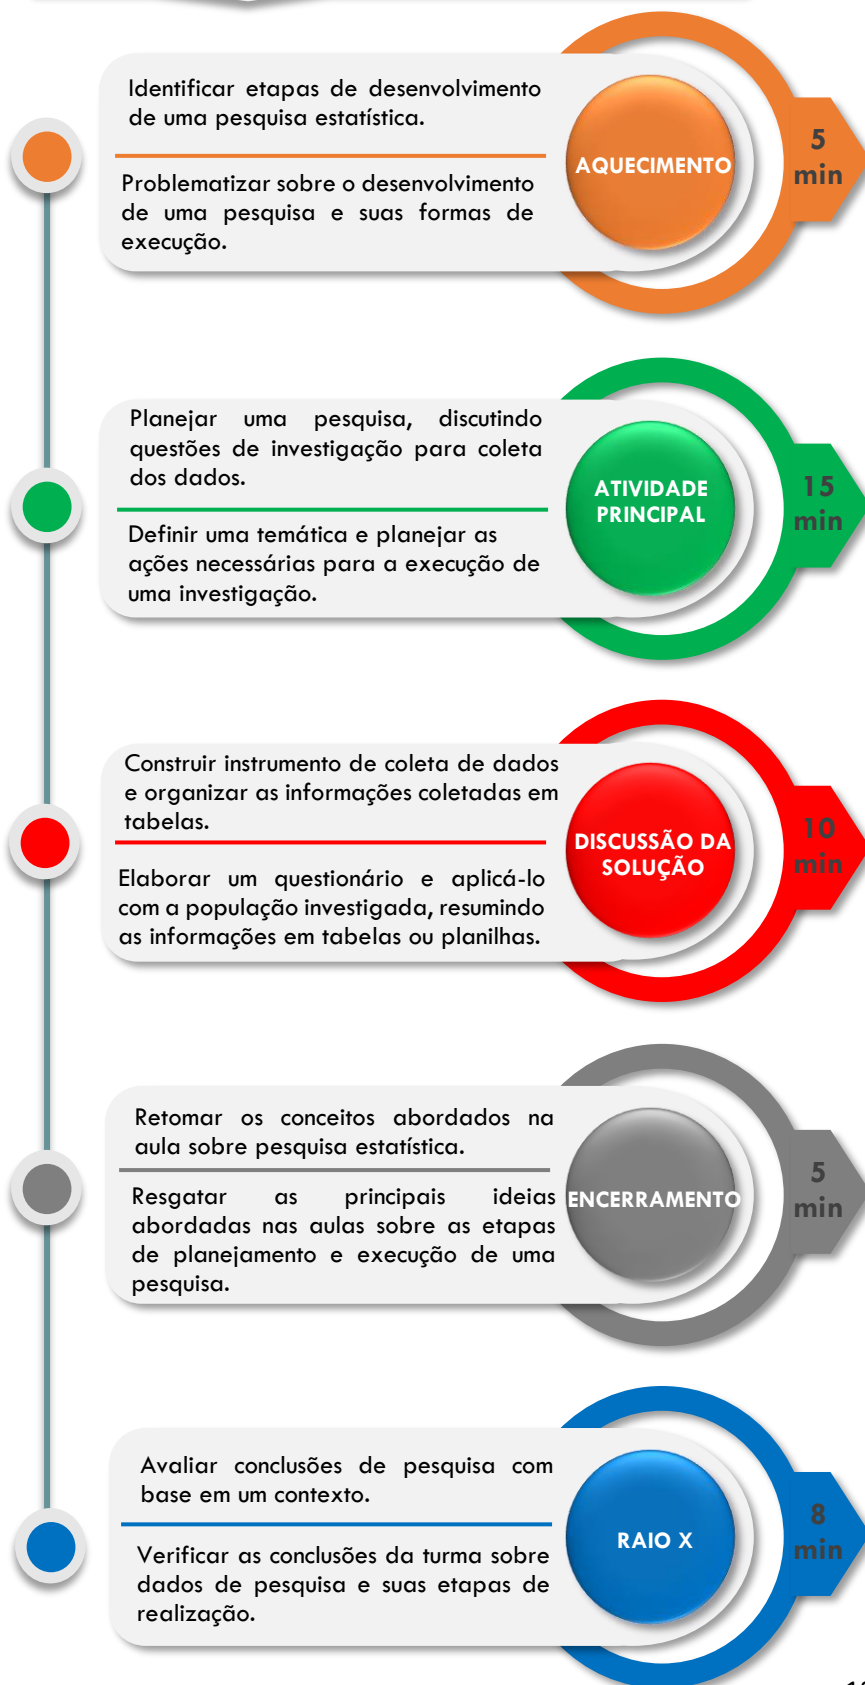 Identificar etapas de desenvolvimento
de uma pesquisa estatística.
Problematizar sobre o desenvolvimento
de uma pesquisa e suas formas de
execução.
AQUECIMENTO
5
min
Planejar uma pesquisa, discutindo
questões de investigação para coleta
dos dados.
Definir uma temática e planejar as
ações necessárias para a execução de
uma investigação.
ATIVIDADE
PRINCIPAL
15
min
Construir instrumento de coleta de dados
e organizar as informações coletadas em
tabelas.
Elaborar um questionário e aplicá-lo
com a população investigada, resumindo
as informações em tabelas ou planilhas.
DISCUSSÃO DA
SOLUÇÃO
10
min
Retomar os conceitos abordados na
aula sobre pesquisa estatística.
Resgatar as principais ideias
abordadas nas aulas sobre as etapas
de planejamento e execução de uma
pesquisa.
ENCERRAMENTO
5
min
Avaliar conclusões de pesquisa com
base em um contexto.
Verificar as conclusões da turma sobre
dados de pesquisa e suas etapas de
realização.
RAIO X
8
min